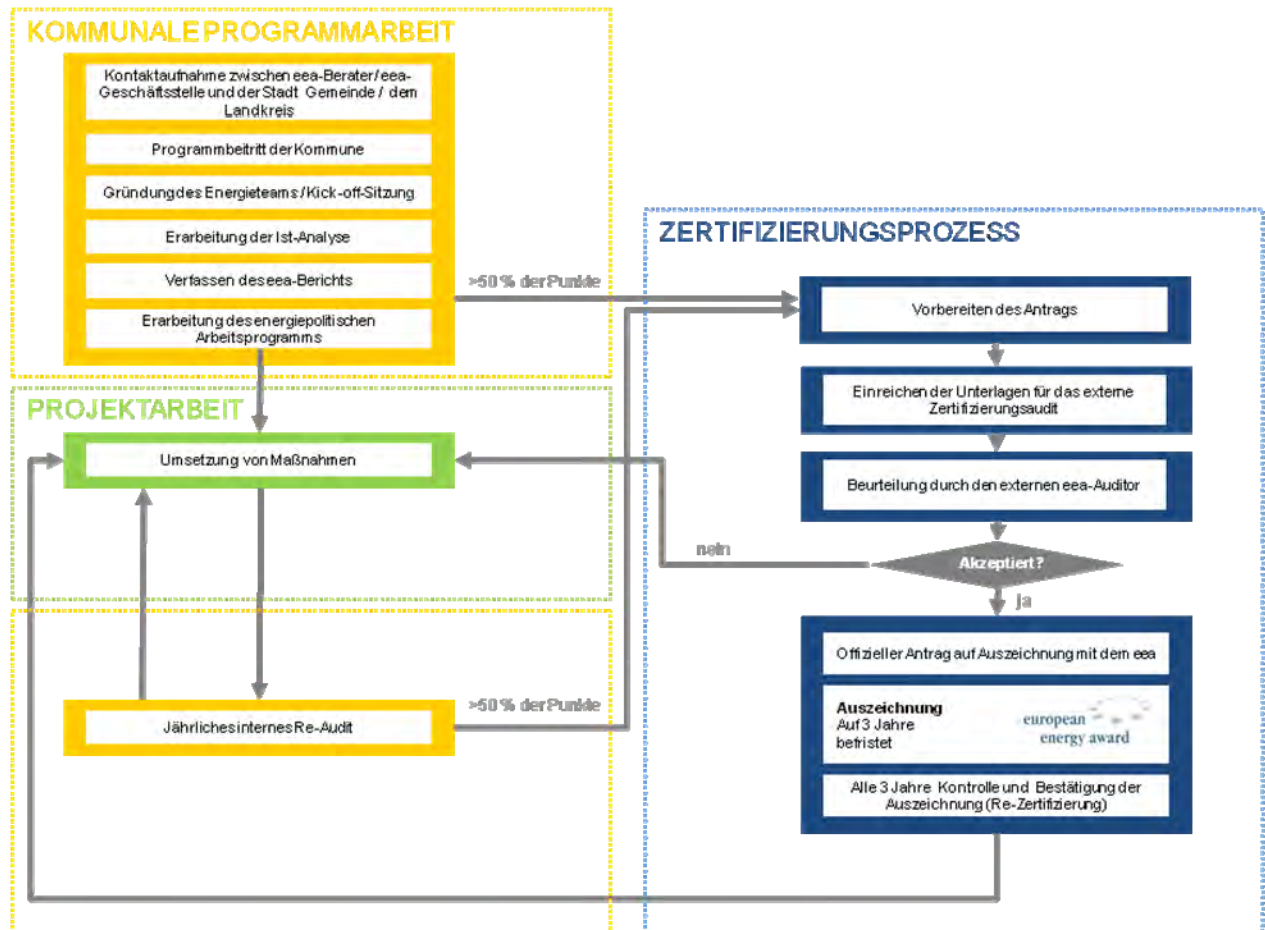 KOMMUNALE PROGRAMMARBEIT
Kontaktaufnahme zwischen eea-Berater/eea-
Geschäftsstelle und der Stadt Gemeinde / dem
Landkreis
Programmbeitritt der Kommune
Gründung des Energieteams / Kick-off-Sitzung
Erarbeitung der Ist-Analyse
Verfassen des eea-Berichts
Erarbeitung des energiepolitischen
Arbeitsprogramms
>50 % der Punkte
PROJEKTARBEIT
Umsetzung von Maßnahmen
Jährliches internes Re-Audit
>50 % der Punkte
ZERTIFIZIERUNGSPROZESS
Vorbereiten des Antrags
Einreichen der Unterlagen für das externe
Zertifizierungsaudit
Beurteilung durch den externen eea-Auditor
nein
Akzeptiert?
ja
Offizieller Antrag auf Auszeichnung mit dem eea
Auszeichnung
Auf 3 Jahre
befristet
european
energy award
Alle 3 Jahre Kontrolle und Bestätigung der
Auszeichnung (Re-Zertifizierung)